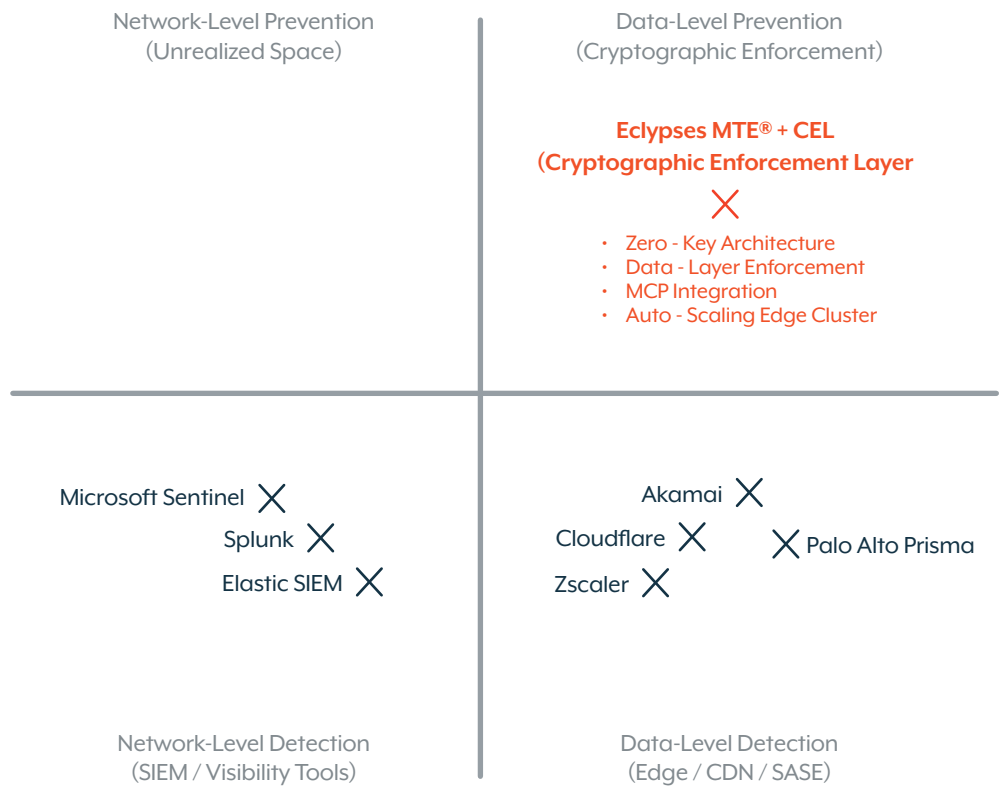 Network-Level Prevention
(Unrealized Space)
Data-Level Prevention
(Cryptographic Enforcement)
Eclypses MTE® + CEL
(Cryptographic Enforcement Layer
• Zero - Key Architecture
• Data - Layer Enforcement
• MCP Integration
• Auto - Scaling Edge Cluster
Microsoft Sentinel
Splunk
Elastic SIEM
Akamai
Cloudflare
Palo Alto Prisma
Zscaler
Network-Level Detection
(SIEM / Visibility Tools)
Data-Level Detection
(Edge / CDN / SASE)